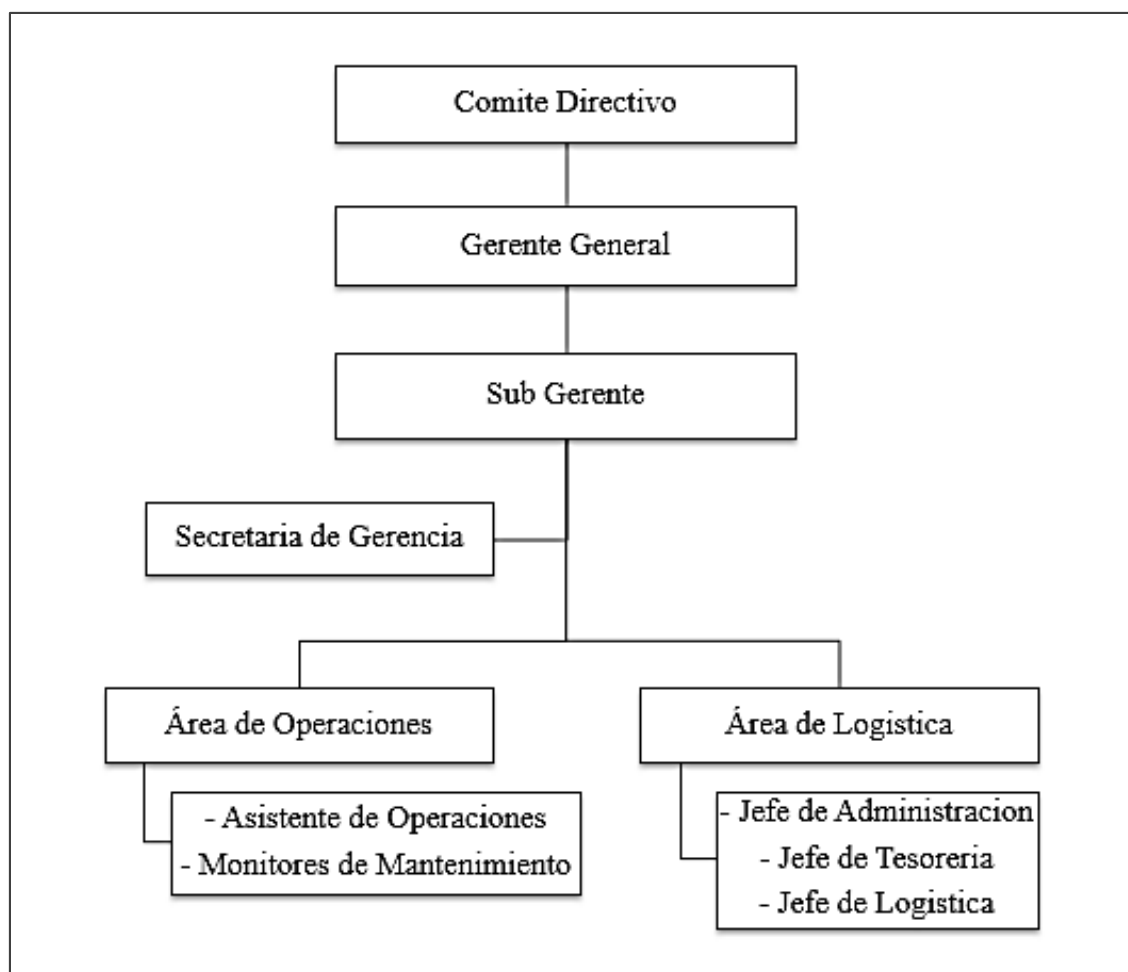 Comite Directivo
Gerente General
Sub Gerente
Secretaria de Gerencia
Área de Operaciones
- Asistente de Operaciones
- Monitores de Mantenimiento
Área de Logistica
- Jefe de Administracion
- Jefe de Tesoreria
- Jefe de Logistica